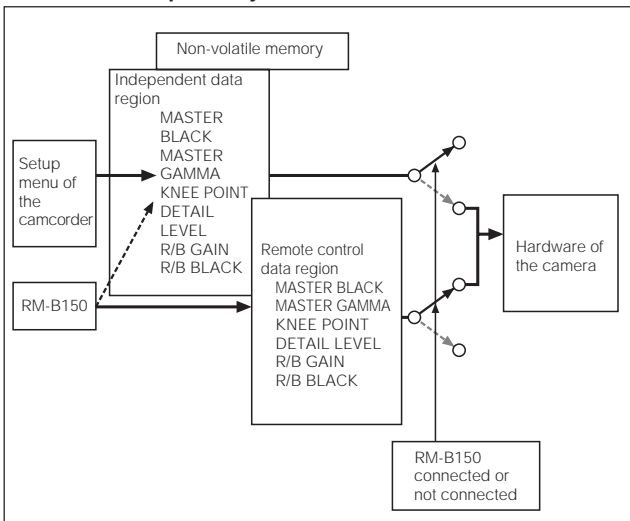 Non-volatile memory
Independent data
region
MASTER
BLACK
MASTER
GAMMA
KNEE POINT
DETAIL
LEVEL
R/B GAIN
R/B BLACK
Setup
menu of
the
camcorder
RM-B150
Remote control
data region
MASTER BLACK
MASTER GAMMA
KNEE POINT
DETAIL LEVEL
R/B GAIN
R/B BLACK
Hardware of
the camera
RM-B150
connected or
not connected